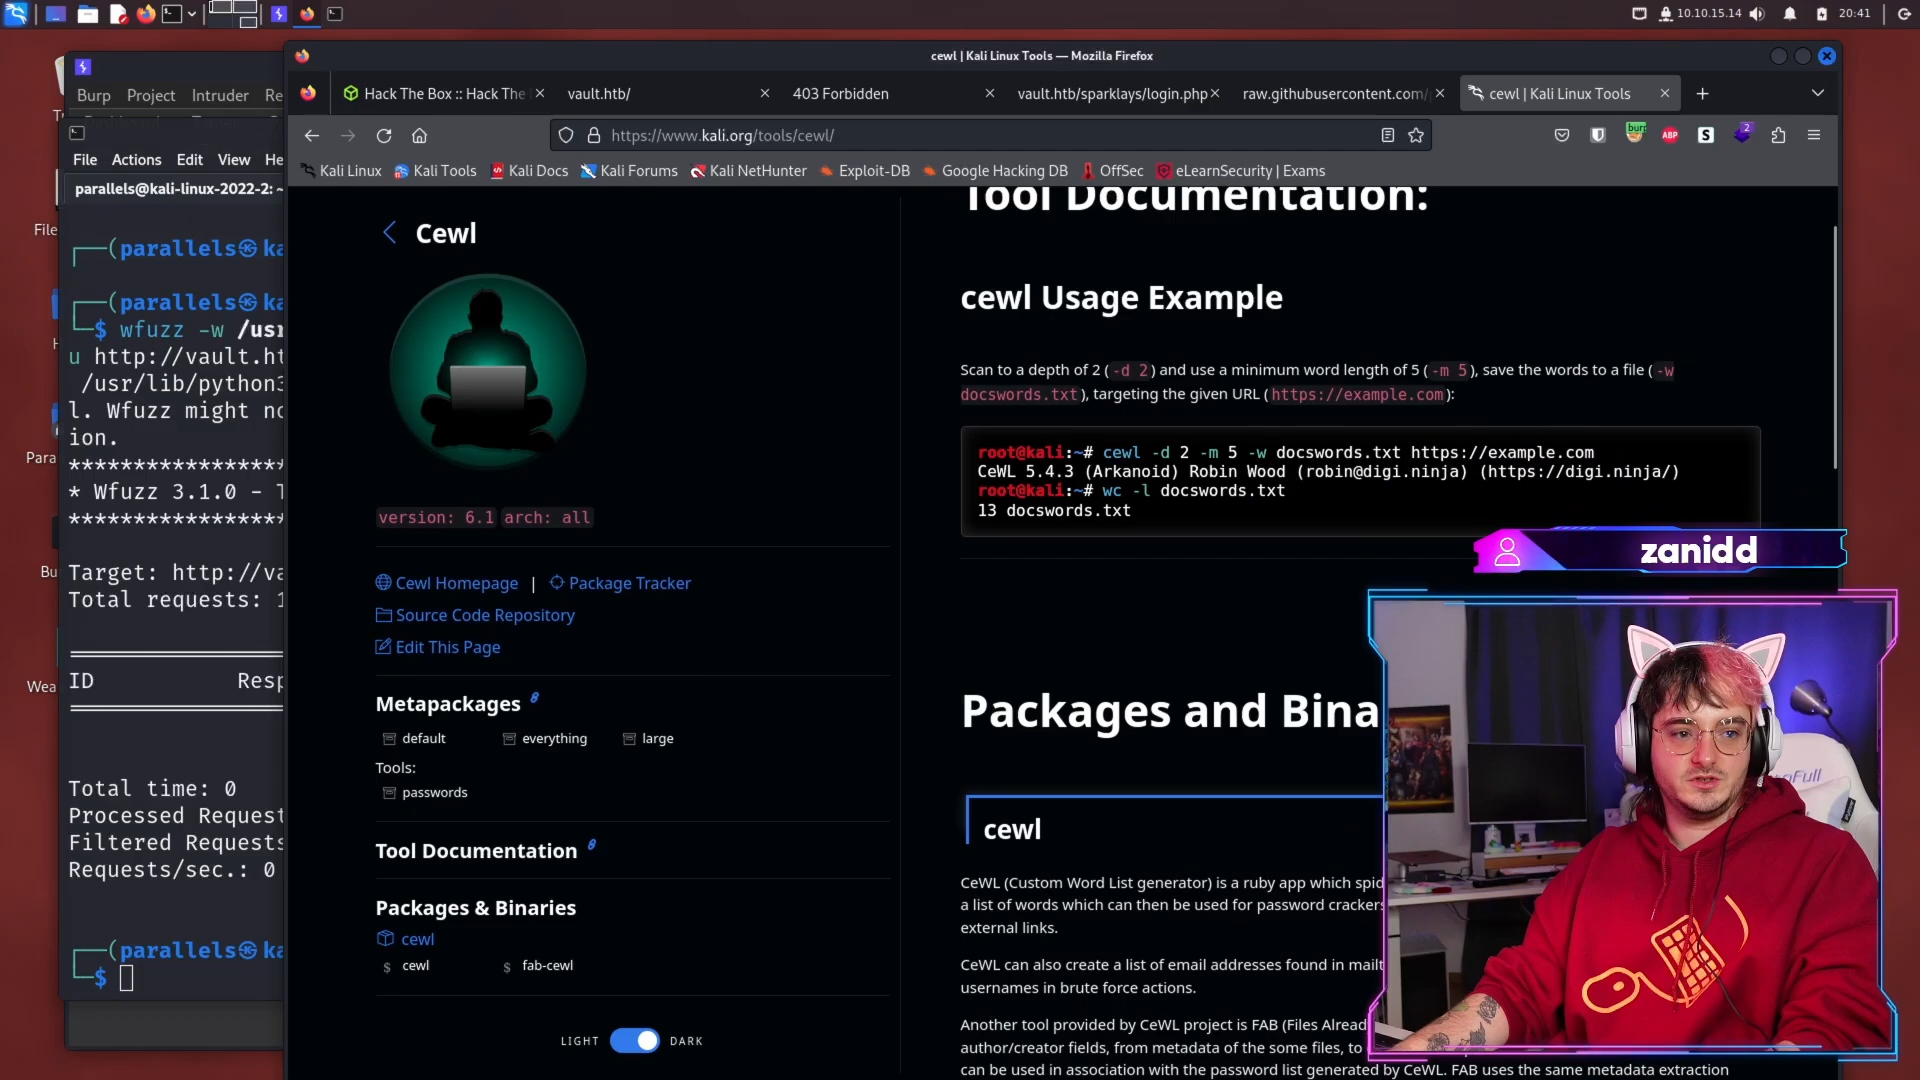 10.10.15.14
20:41
cewl | Kali Linux Tools — Mozilla Firefox
Burp Project Intruder Re
Hack The Box :: Hack The
vault.htb/
403 Forbidden
vault.htb/sparklays/login.php
raw.githubusercontent.com/
cewl | Kali Linux Tools
https://www.kali.org/tools/cewl/
burp
ABP
S
2
Kali Linux
Kali Tools
Kali Docs
Kali Forums
Kali NetHunter
Exploit-DB
Google Hacking DB
OffSec
eLearnSecurity | Exams
File Actions Edit View He
parallels@kali-linux-2022-2: ~
File
Para
Bu
Wea
(parallels㉿ka
(parallels㉿ka
$ wfuzz -w /usr
u http://vault.ht
/usr/lib/python3
l. Wfuzz might no
ion.
*****************
* Wfuzz 3.1.0 - T
*****************
Target: http://va
Total requests: 1
ID Resp
Total time: 0
Processed Request
Filtered Requests
Requests/sec.: 0
(parallels㉿ka
$
Cewl
version: 6.1 arch: all
Cewl Homepage | Package Tracker
Source Code Repository
Edit This Page
Metapackages
default everything large
Tools:
passwords
Tool Documentation
Packages & Binaries
cewl
$ cewl $ fab-cewl
LIGHT DARK
Tool Documentation:
cewl Usage Example
Scan to a depth of 2 (-d 2) and use a minimum word length of 5 (-m 5), save the words to a file (-w
docswords.txt), targeting the given URL (https://example.com):
root@kali:~# cewl -d 2 -m 5 -w docswords.txt https://example.com
CeWL 5.4.3 (Arkanoid) Robin Wood (robin@digi.ninja) (https://digi.ninja/)
root@kali:~# wc -l docswords.txt
13 docswords.txt
zanidd
Packages and Bina
cewl
CeWL (Custom Word List generator) is a ruby app which spid
a list of words which can then be used for password crackers
external links.
CeWL can also create a list of email addresses found in mailt
usernames in brute force actions.
Another tool provided by CeWL project is FAB (Files Alread
author/creator fields, from metadata of the some files, to
can be used in association with the password list generated by CeWL. FAB uses the same metadata extraction